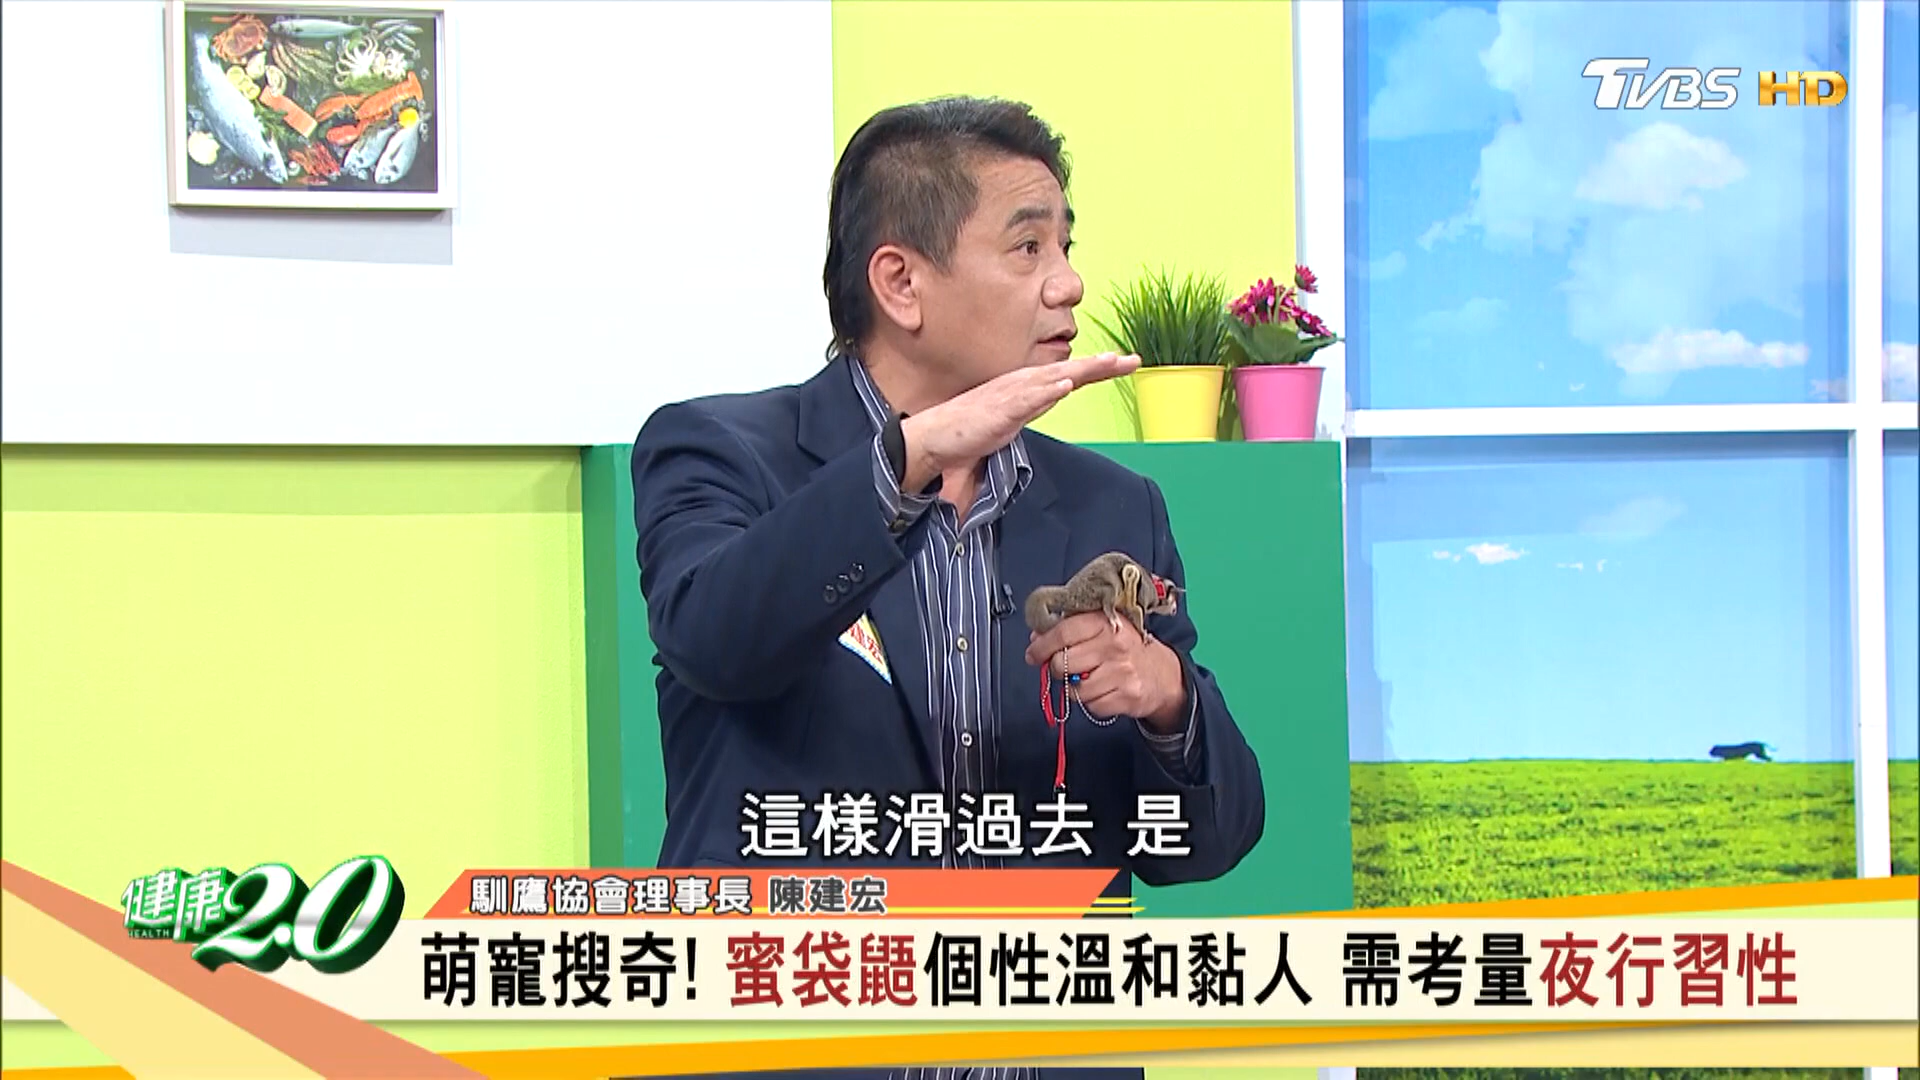 TVBS HD
建宏
這樣滑過去 是
健康2.0
HEALTH
馴鷹協會理事長 陳建宏
萌寵搜奇! 蜜袋鼯個性溫和黏人 需考量夜行習性